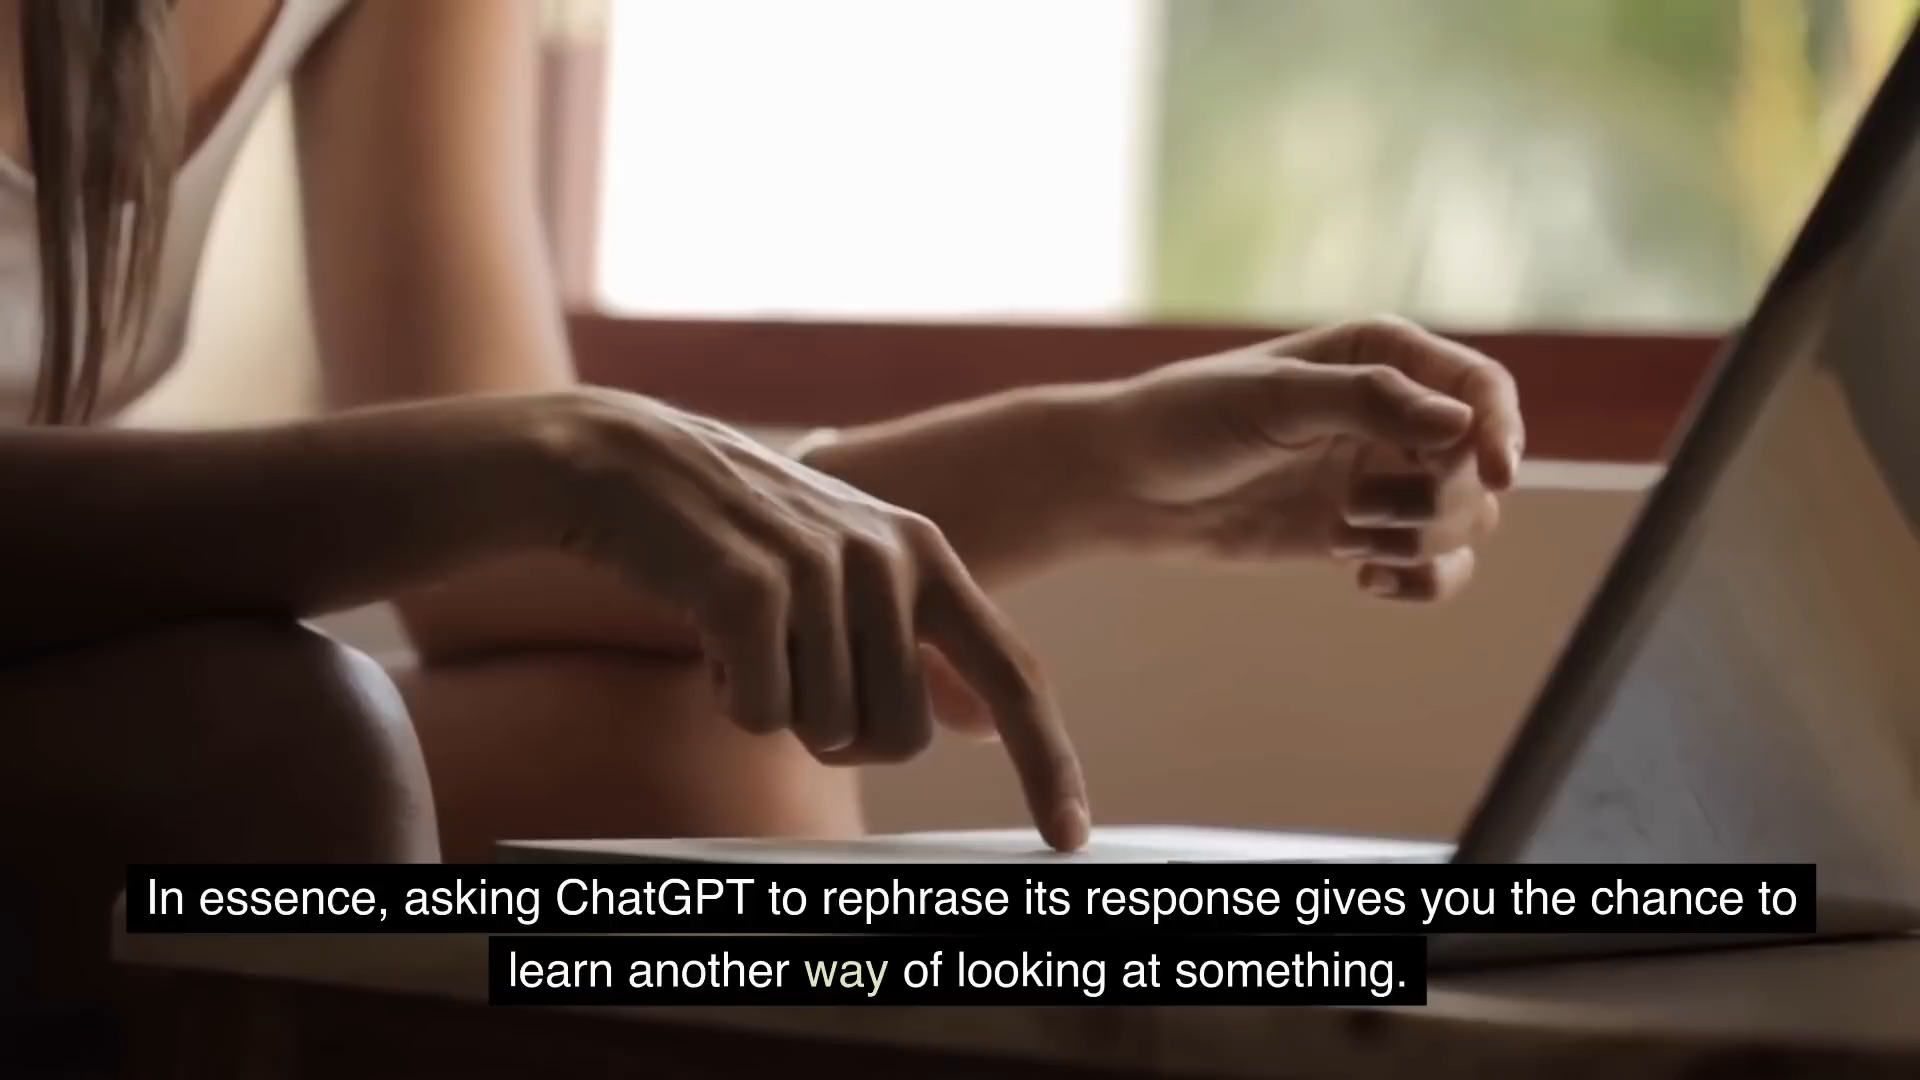 In essence, asking ChatGPT to rephrase its response gives you the chance to
learn another way of looking at something.